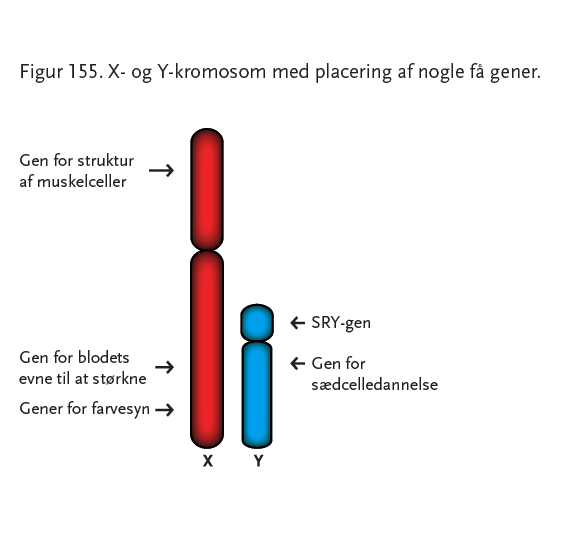 Figur 155. X- og Y-kromosom med placering af nogle få gener.
Gen for struktur
af muskelceller
SRY-gen
Gen for blodets
evne til at størkne
Gen for
sædcelledannelse
Gener for farvesyn
X
Y